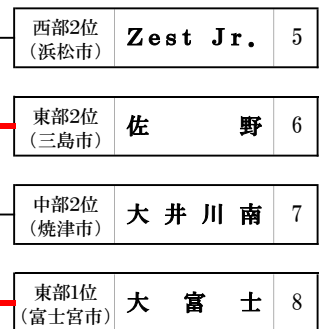 西部2位
(浜松市)
Zest Jr.
5
東部2位
(三島市)
佐野
6
中部2位
(焼津市)
大井川南
7
東部1位
(富士宮市)
大富士
8